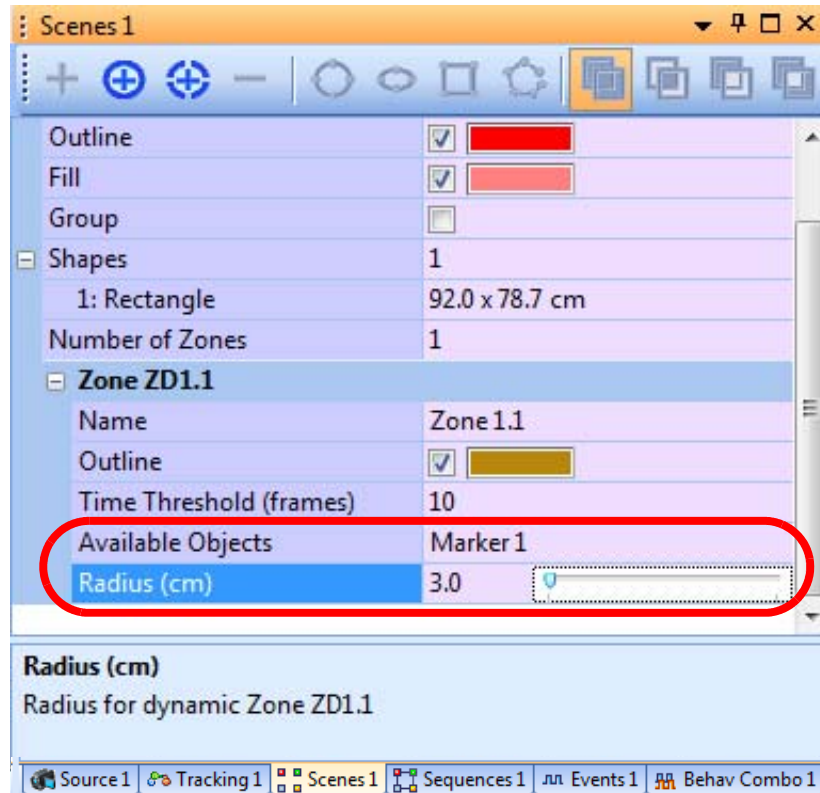 Scenes 1
Outline
Fill
Group
Shapes 1
1: Rectangle 92.0 x 78.7 cm
Number of Zones 1
Zone ZD1.1
Name Zone 1.1
Outline
Time Threshold (frames) 10
Available Objects Marker 1
Radius (cm) 3.0
Radius (cm)
Radius for dynamic Zone ZD1.1
Source 1 Tracking 1 Scenes 1 Sequences 1 Events 1 Behav Combo 1